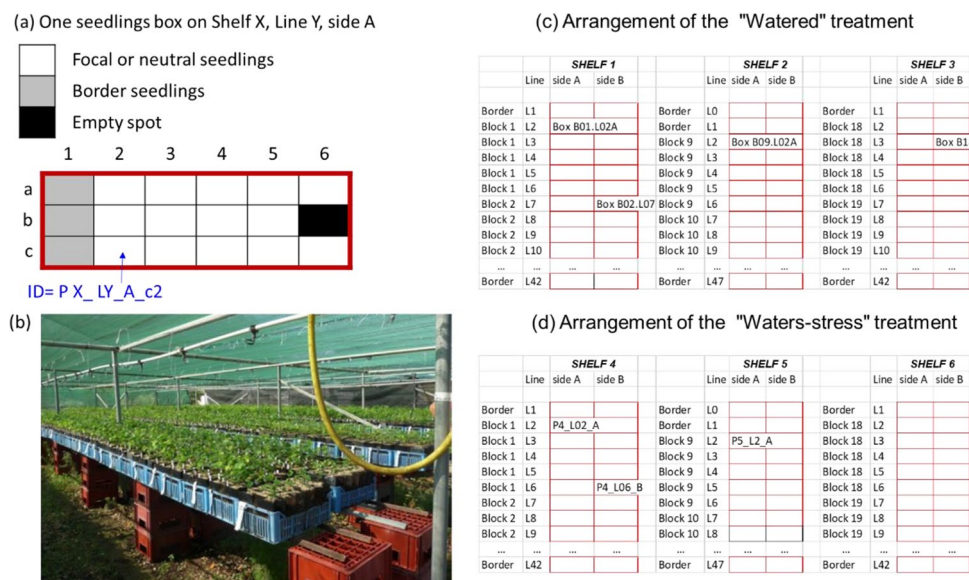 (a) One seedlings box on Shelf X, Line Y, side A
Focal or neutral seedlings
Border seedlings
Empty spot
1 2 3 4 5 6
a
b
c
ID= P X_ LY_A_c2
(b)
(c) Arrangement of the "Watered" treatment
SHELF 1 SHELF 2 SHELF 3
Line side A side B Line side A side B Line side A side B
Border L1 Border L0 Border L1
Block 1 L2 Box B01.L02A Border L1 Block 18 L2
Block 1 L3 Block 9 L2 Box B09.L02A Block 18 L3 Box B1
Block 1 L4 Block 9 L3 Block 18 L4
Block 1 L5 Block 9 L4 Block 18 L5
Block 1 L6 Block 9 L5 Block 18 L6
Block 2 L7 Box B02.L07 Block 9 L6 Block 19 L7
Block 2 L8 Block 10 L7 Block 19 L8
Block 2 L9 Block 10 L8 Block 19 L9
Block 2 L10 Block 10 L9 Block 19 L10
... ... ... ... ... ... ... ... ... ... ...
Border L42 Border L47 Border L42
(d) Arrangement of the "Waters-stress" treatment
SHELF 4 SHELF 5 SHELF 6
Line side A side B Line side A side B Line side A side B
Border L1 Border L0 Border L1
Block 1 L2 P4_L02_A Border L1 Block 18 L2
Block 1 L3 Block 9 L2 P5_L2_A Block 18 L3
Block 1 L4 Block 9 L3 Block 18 L4
Block 1 L5 Block 9 L4 Block 18 L5
Block 1 L6 P4_L06_B Block 9 L5 Block 18 L6
Block 2 L7 Block 9 L6 Block 19 L7
Block 2 L8 Block 10 L7 Block 19 L8
Block 2 L9 Block 10 L8 Block 19 L9
... ... ... ... ... ... ... ... ... ... ...
Border L42 Border L47 Border L42